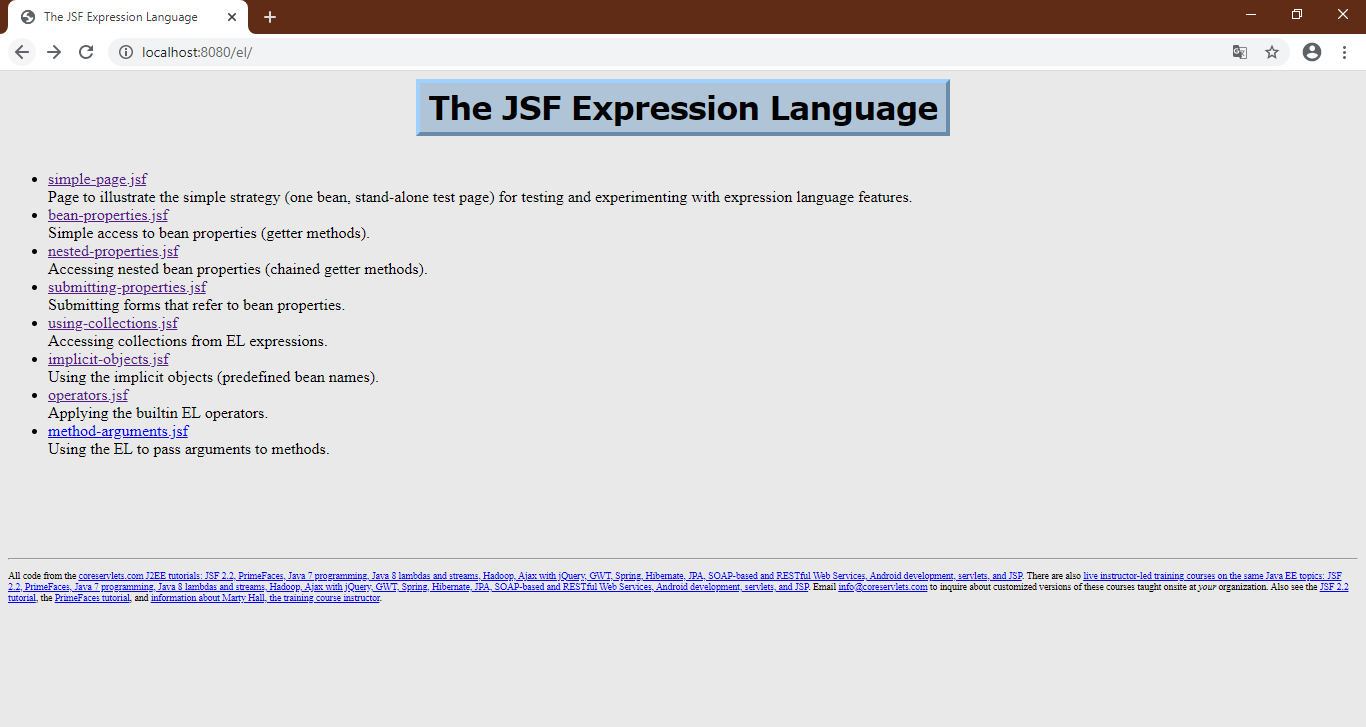 The JSF Expression Language
localhost:8080/el/
The JSF Expression Language
simple-page.jsf
Page to illustrate the simple strategy (one bean, stand-alone test page) for testing and experimenting with expression language features.
bean-properties.jsf
Simple access to bean properties (getter methods).
nested-properties.jsf
Accessing nested bean properties (chained getter methods).
submitting-properties.jsf
Submitting forms that refer to bean properties.
using-collections.jsf
Accessing collections from EL expressions.
implicit-objects.jsf
Using the implicit objects (predefined bean names).
operators.jsf
Applying the builtin EL operators.
method-arguments.jsf
Using the EL to pass arguments to methods.
All code from the coreservlets.com J2EE tutorials: JSF 2.2, PrimeFaces, Java 7 programming, Java 8 lambdas and streams, Hadoop, Ajax with jQuery, GWT, Spring, Hibernate, JPA, SOAP-based and RESTful Web Services, Android development, servlets, and JSP. There are also live instructor-led training courses on the same Java EE topics: JSF
2.2, PrimeFaces, Java 7 programming, Java 8 lambdas and streams, Hadoop, Ajax with jQuery, GWT, Spring, Hibernate, JPA, SOAP-based and RESTful Web Services, Android development, servlets, and JSP. Email info@coreservlets.com to inquire about customized versions of these courses taught onsite at your organization. Also see the JSF 2.2
tutorial, the PrimeFaces tutorial, and information about Marty Hall, the training course instructor.